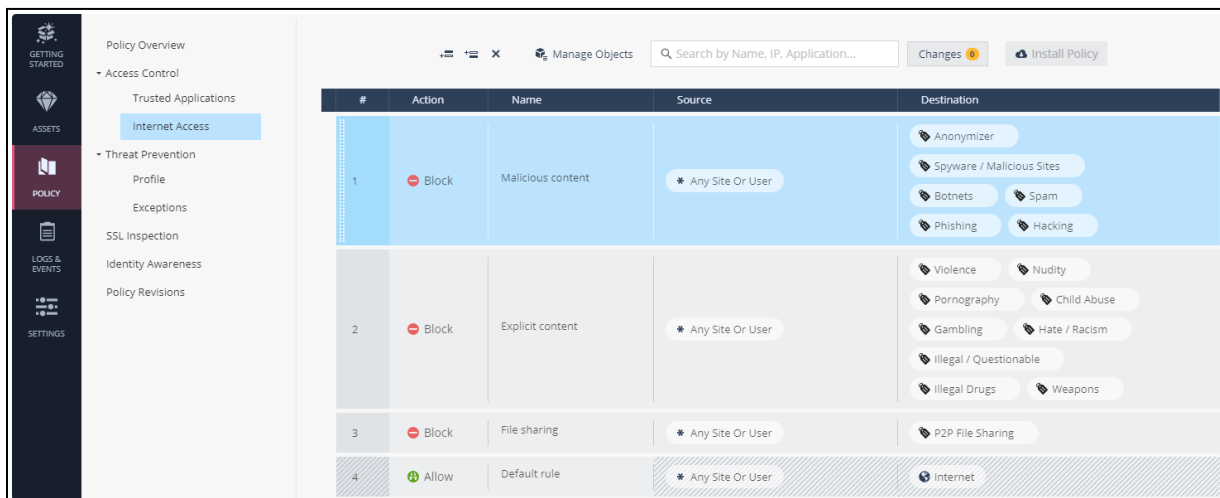 GETTING
STARTED
ASSETS
POLICY
LOGS &
EVENTS
SETTINGS
Policy Overview
Access Control
Trusted Applications
Internet Access
Threat Prevention
Profile
Exceptions
SSL Inspection
Identity Awareness
Policy Revisions
Manage Objects Search by Name, IP, Application... Changes 0 Install Policy
# Action Name Source Destination
1 Block Malicious content * Any Site Or User
Anonymizer
Spyware / Malicious Sites
Botnets Spam
Phishing Hacking
2 Block Explicit content * Any Site Or User
Violence Nudity
Pornography Child Abuse
Gambling Hate / Racism
Illegal / Questionable
Illegal Drugs Weapons
3 Block File sharing * Any Site Or User P2P File Sharing
4 Allow Default rule * Any Site Or User Internet